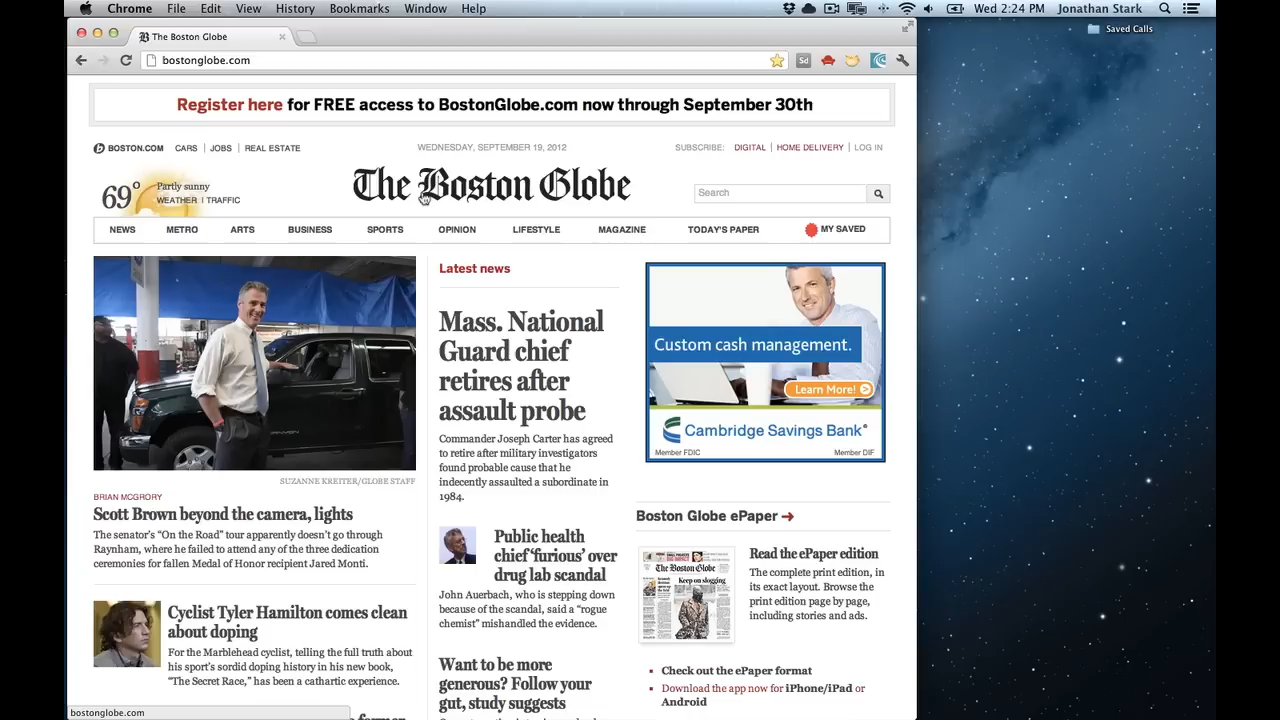 Chrome File Edit View History Bookmarks Window Help
Wed 2:24 PM Jonathan Stark
Saved Calls
The Boston Globe
bostonglobe.com
Sd
Register here for FREE access to BostonGlobe.com now through September 30th
b BOSTON.COM CARS | JOBS | REAL ESTATE
WEDNESDAY, SEPTEMBER 19, 2012
SUBSCRIBE: DIGITAL | HOME DELIVERY | LOG IN
69°
Partly sunny
WEATHER | TRAFFIC
The Boston Globe
Search
NEWS METRO ARTS BUSINESS SPORTS OPINION LIFESTYLE MAGAZINE TODAY'S PAPER MY SAVED
SUZANNE KREITER/GLOBE STAFF
BRIAN MCGRORY
Scott Brown beyond the camera, lights
The senator's “On the Road” tour apparently doesn't go through
Raynham, where he failed to attend any of the three dedication
ceremonies for fallen Medal of Honor recipient Jared Monti.
Cyclist Tyler Hamilton comes clean
about doping
For the Marblehead cyclist, telling the full truth about
his sport's sordid doping history in his new book,
“The Secret Race,” has been a cathartic experience.
Latest news
Mass. National
Guard chief
retires after
assault probe
Commander Joseph Carter has agreed
to retire after military investigators
found probable cause that he
indecently assaulted a subordinate in
1984.
Public health
chief ‘furious’ over
drug lab scandal
John Auerbach, who is stepping down
because of the scandal, said a “rogue
chemist” mishandled the evidence.
Want to be more
generous? Follow your
gut, study suggests
Custom cash management.
Learn More!
Cambridge Savings Bank
Member FDIC Member DIF
Boston Globe ePaper
The Boston Globe
Keep on slogging
Read the ePaper edition
The complete print edition, in
its exact layout. Browse the
print edition page by page,
including stories and ads.
Check out the ePaper format
Download the app now for iPhone/iPad or
Android
bostonglobe.com